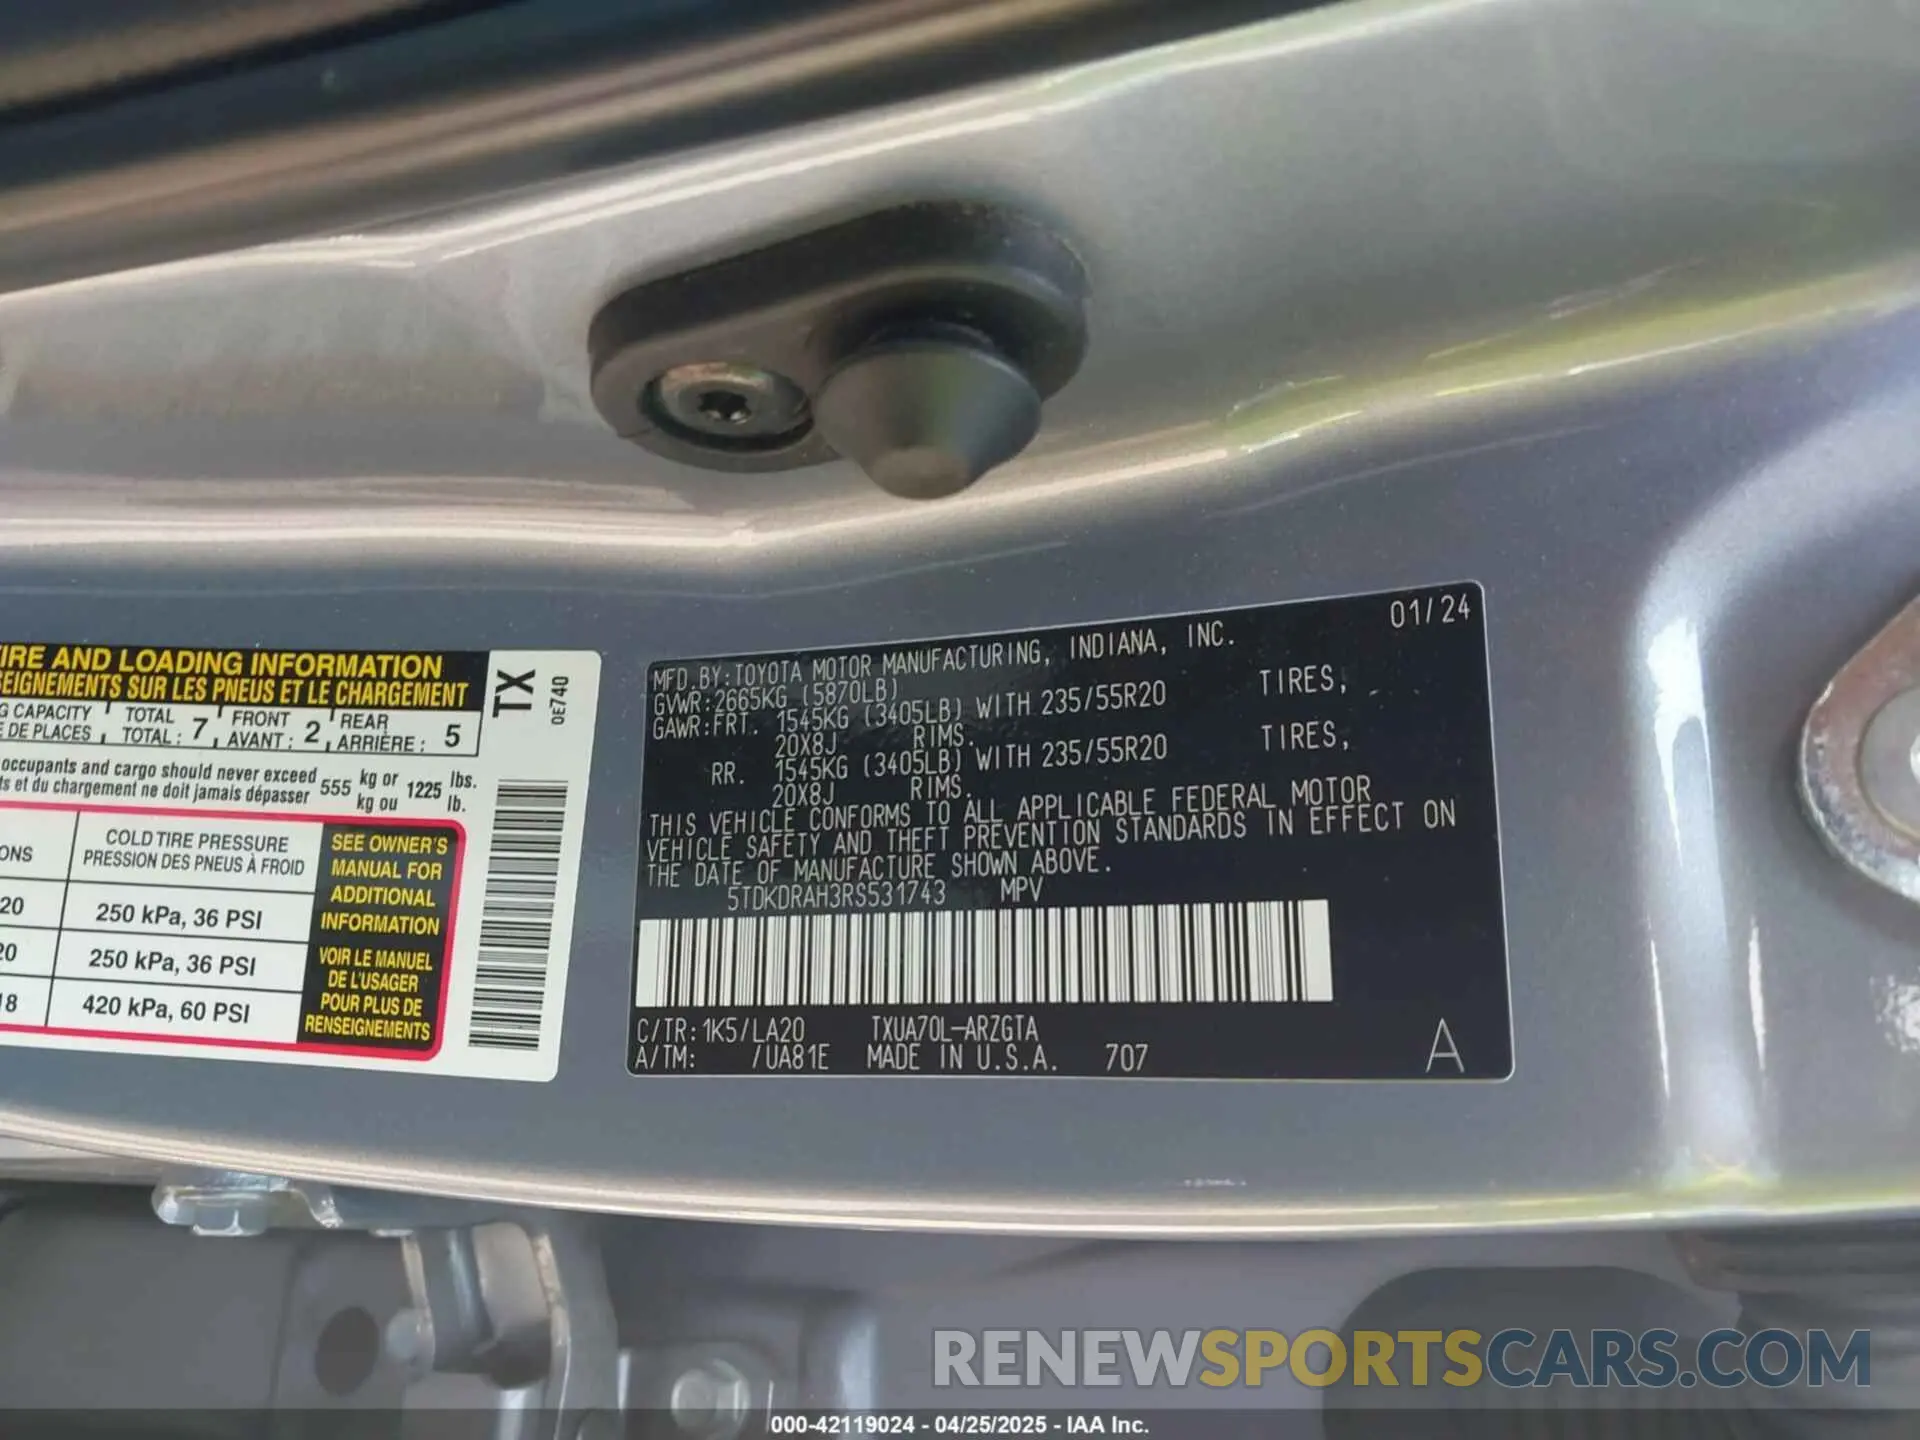 IRE AND LOADING INFORMATION
SEIGNEMENTS SUR LES PNEUS ET LE CHARGEMENT
G CAPACITY TOTAL 7 FRONT 2 REAR 5
E DE PLACES TOTAL : AVANT : ARRIÈRE :
occupants and cargo should never exceed 555 kg or 1225 lbs.
ts et du chargement ne doit jamais dépasser kg ou lb.
ONS
COLD TIRE PRESSURE
PRESSION DES PNEUS À FROID
20 250 kPa, 36 PSI
20 250 kPa, 36 PSI
18 420 kPa, 60 PSI
SEE OWNER'S
MANUAL FOR
ADDITIONAL
INFORMATION
VOIR LE MANUEL
DE L'USAGER
POUR PLUS DE
RENSEIGNEMENTS
TX
0E740
01/24
MFD.BY:TOYOTA MOTOR MANUFACTURING, INDIANA, INC.
GVWR:2665KG (5870LB)
GAWR:FRT. 1545KG (3405LB) WITH 235/55R20 TIRES,
20X8J RIMS.
RR. 1545KG (3405LB) WITH 235/55R20 TIRES,
20X8J RIMS.
THIS VEHICLE CONFORMS TO ALL APPLICABLE FEDERAL MOTOR
VEHICLE SAFETY AND THEFT PREVENTION STANDARDS IN EFFECT ON
THE DATE OF MANUFACTURE SHOWN ABOVE.
5TDKDRAH3RS531743 MPV
C/TR:1K5/LA20 TXUA70L-ARZGTA
A/TM: /UA81E MADE IN U.S.A. 707
A
RENEWSPORTSCARS.COM
000-42119024 - 04/25/2025 - IAA Inc.